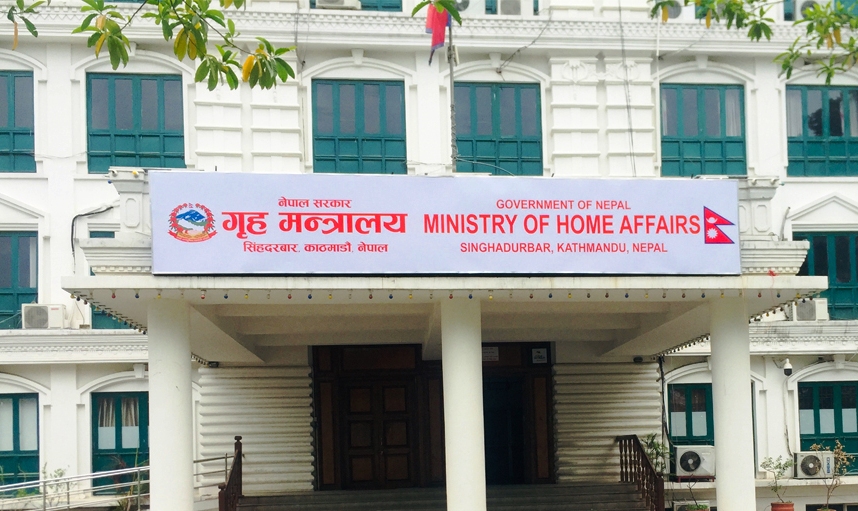 नेपाल सरकार
गृह मन्त्रालय
सिंहदरबार, काठमाडौं, नेपाल
GOVERNMENT OF NEPAL
MINISTRY OF HOME AFFAIRS
SINGHADURBAR, KATHMANDU, NEPAL